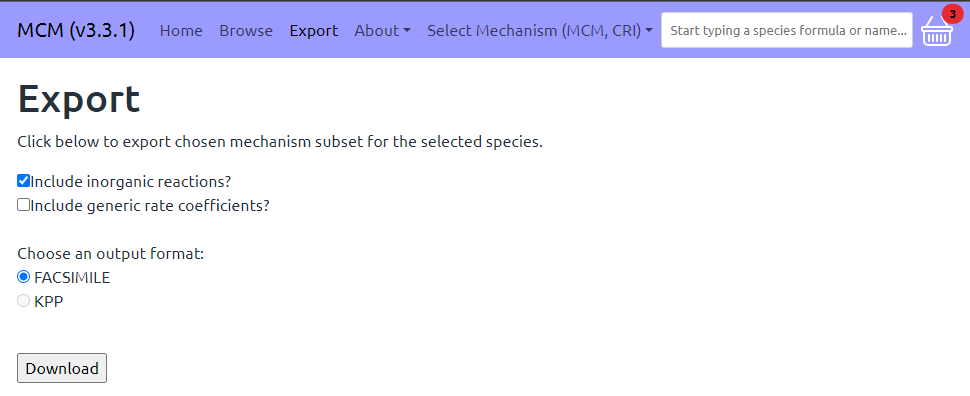 MCM (v3.3.1) Home Browse Export About Select Mechanism (MCM, CRI) Start typing a species formula or name... 3
Export
Click below to export chosen mechanism subset for the selected species.
Include inorganic reactions?
Include generic rate coefficients?
Choose an output format:
FACSIMILE
KPP
Download